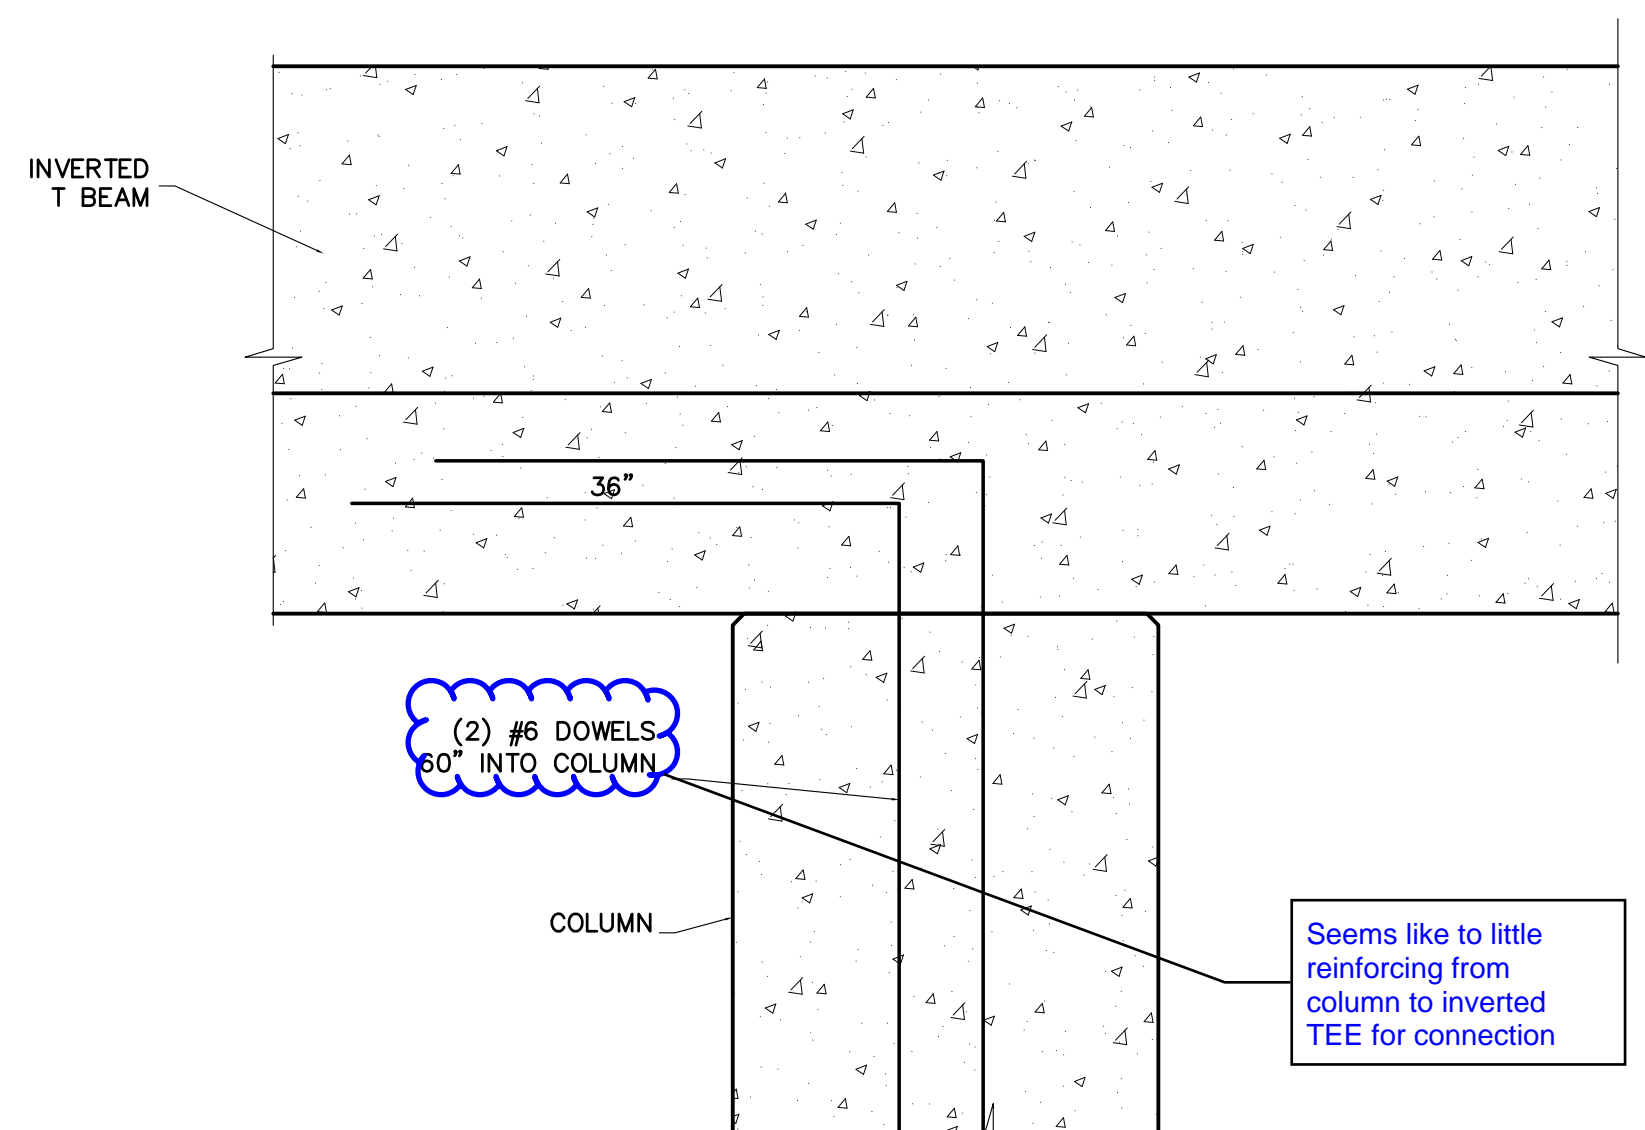 INVERTED
T BEAM
36”
(2) #6 DOWELS
60” INTO COLUMN
COLUMN
Seems like to little
reinforcing from
column to inverted
TEE for connection